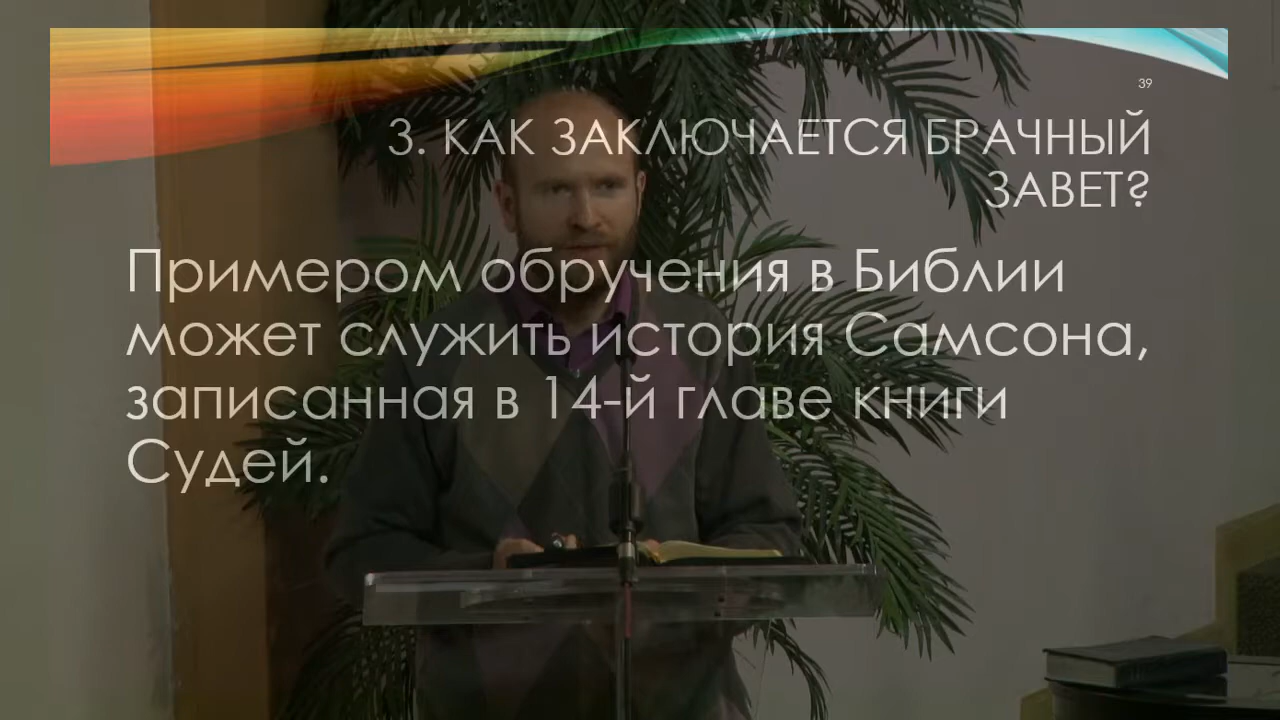 39
3. КАК ЗАКЛЮЧАЕТСЯ БРАЧНЫЙ
ЗАВЕТ?
Примером обручения в Библии
может служить история Самсона,
записанная в 14-й главе книги
Судей.